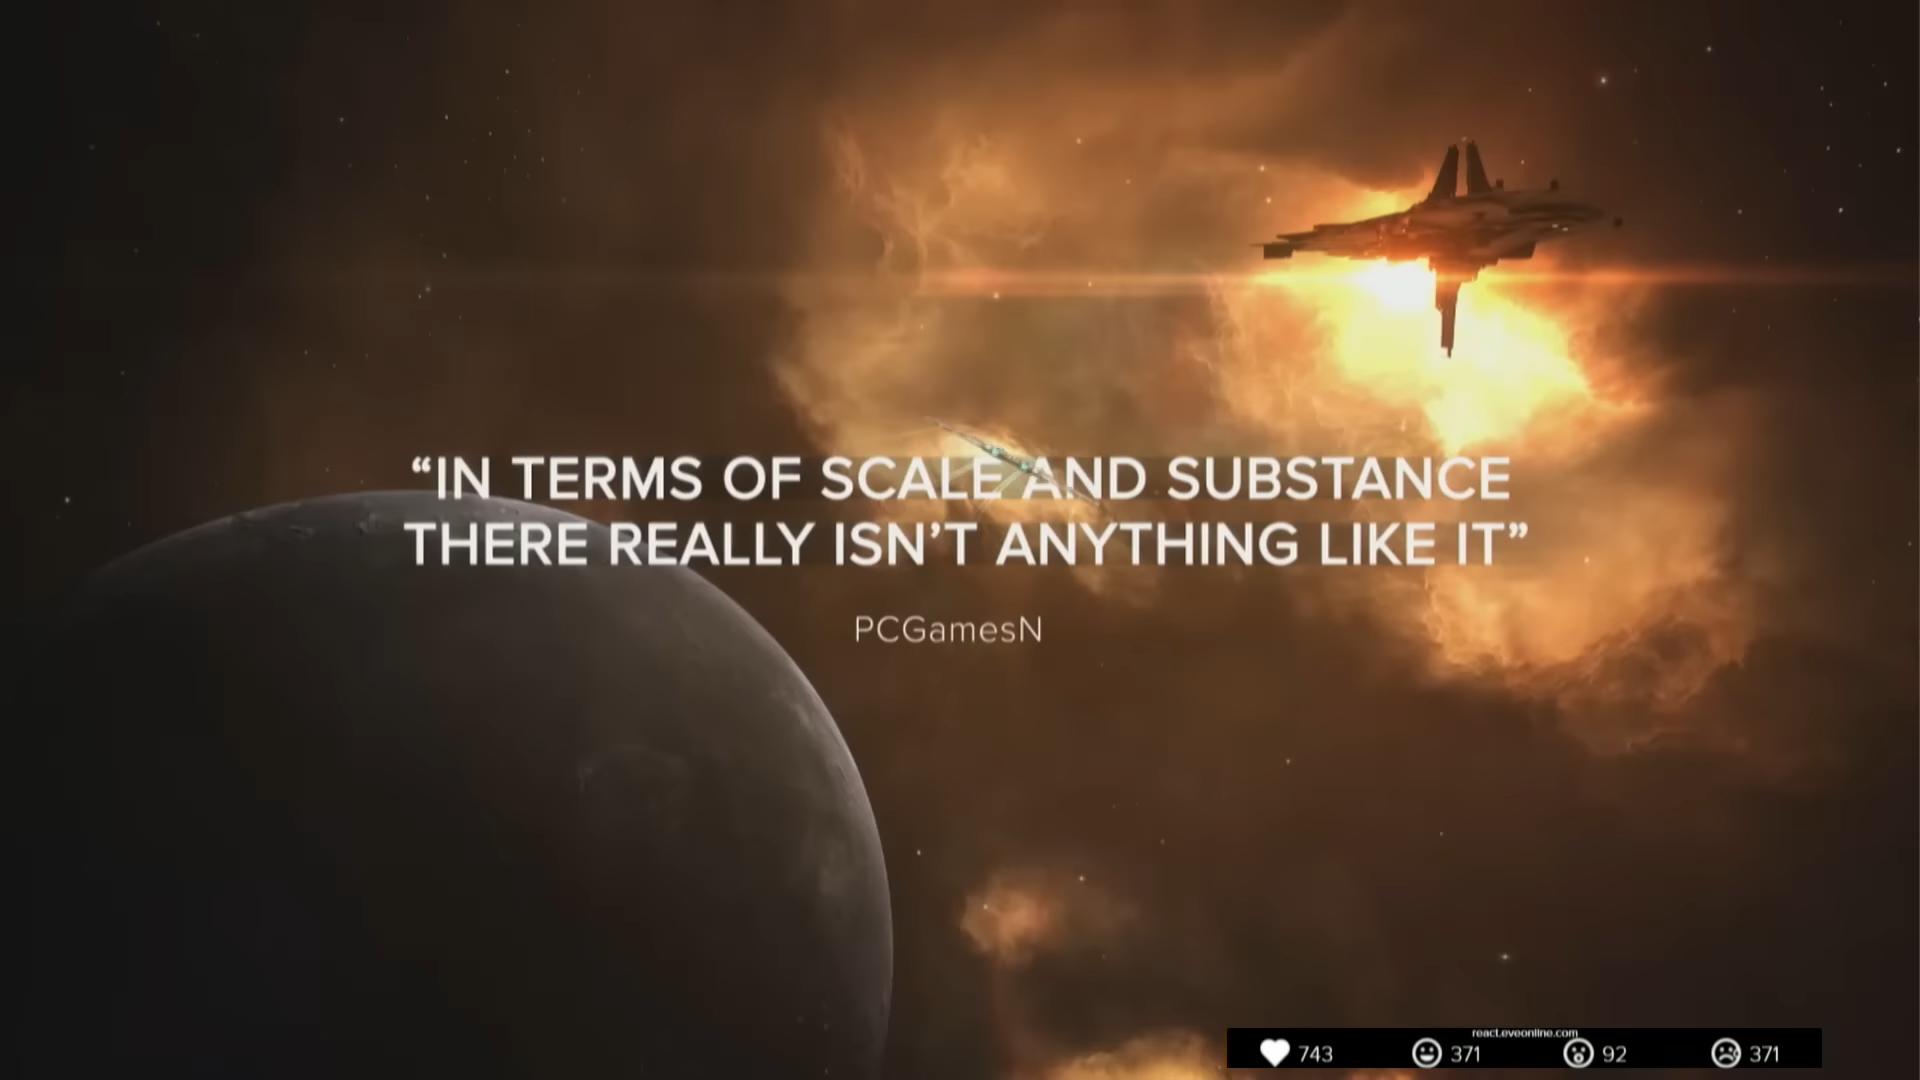 “IN TERMS OF SCALE AND SUBSTANCE
THERE REALLY ISN’T ANYTHING LIKE IT”
PCGamesN
react.eveonline.com
743 371 92 371